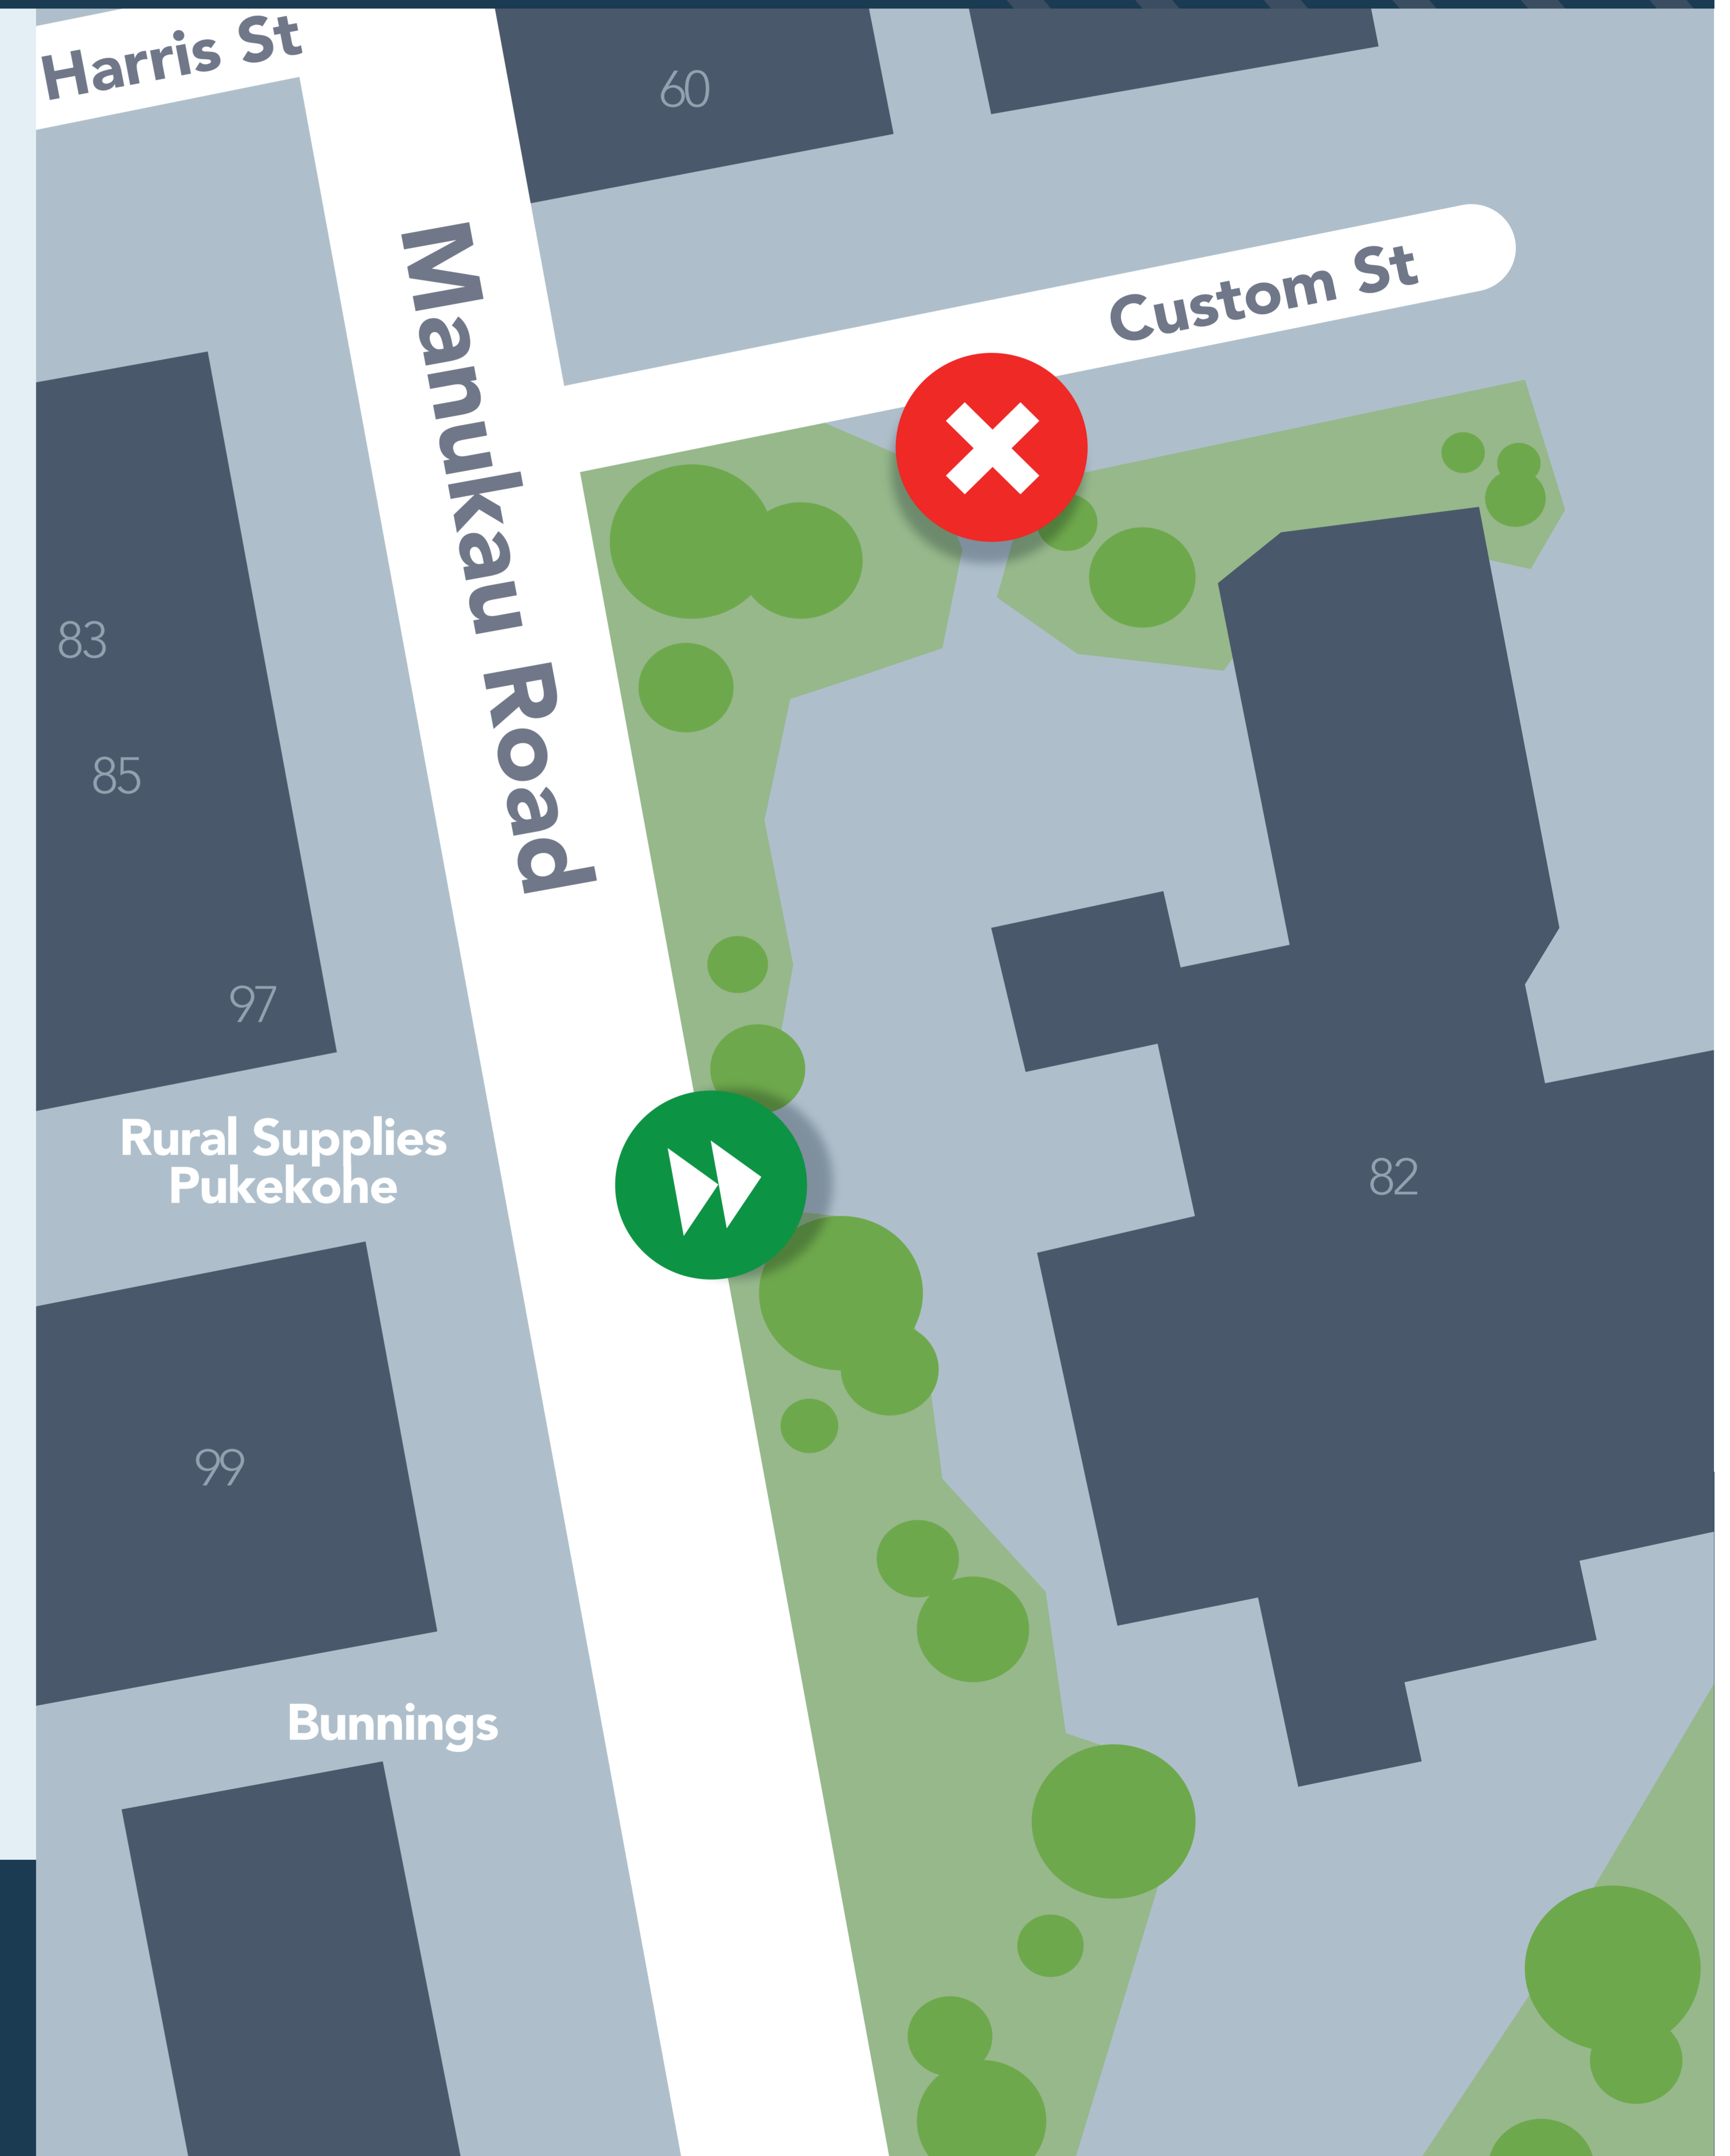 Harris St
60
Custom St
Manukau Road
83
85
97
Rural Supplies
Pukekohe
82
99
Bunnings